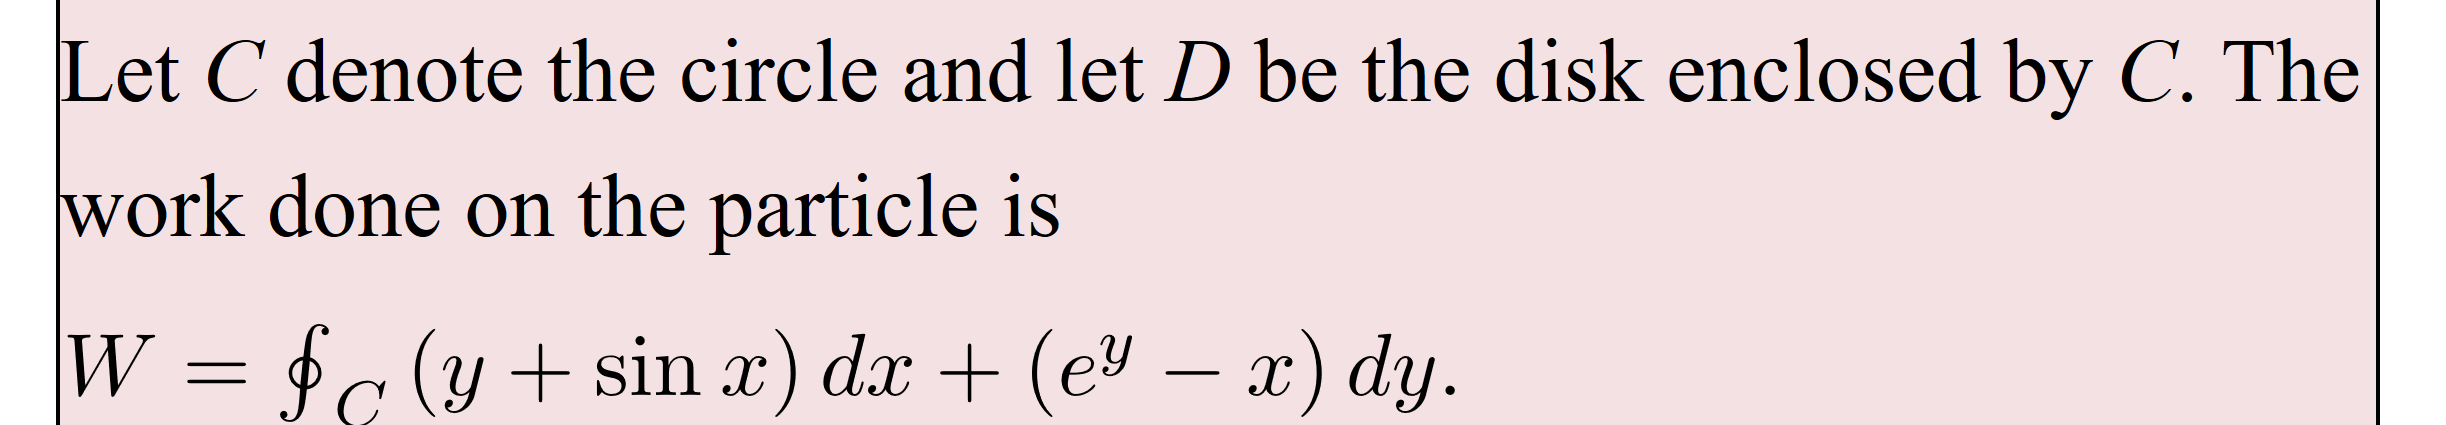 Let C denote the circle and let D be the disk enclosed by C. The
work done on the particle is
W = ∮_C (y + sin x) dx + (e^y − x) dy.